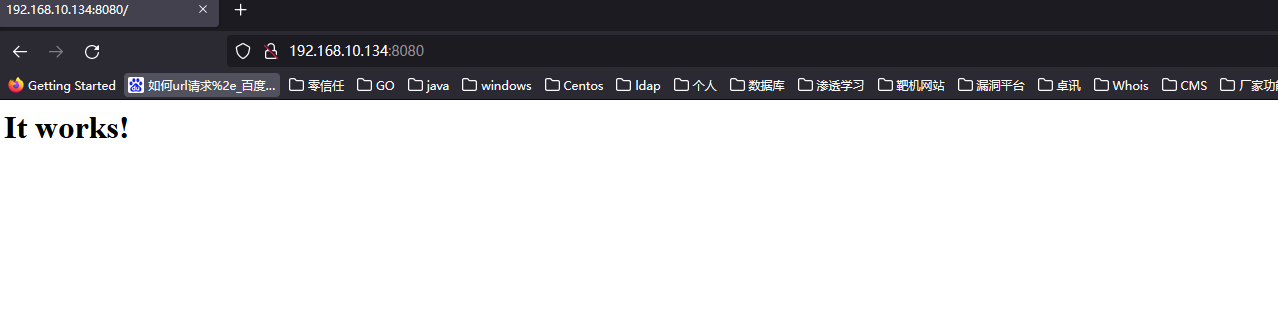 192.168.10.134:8080/
192.168.10.134:8080
Getting Started 如何url请求%2e_百度... 零信任 GO java windows Centos ldap 个人 数据库 渗透学习 靶机网站 漏洞平台 卓讯 Whois CMS 厂家功能
It works!